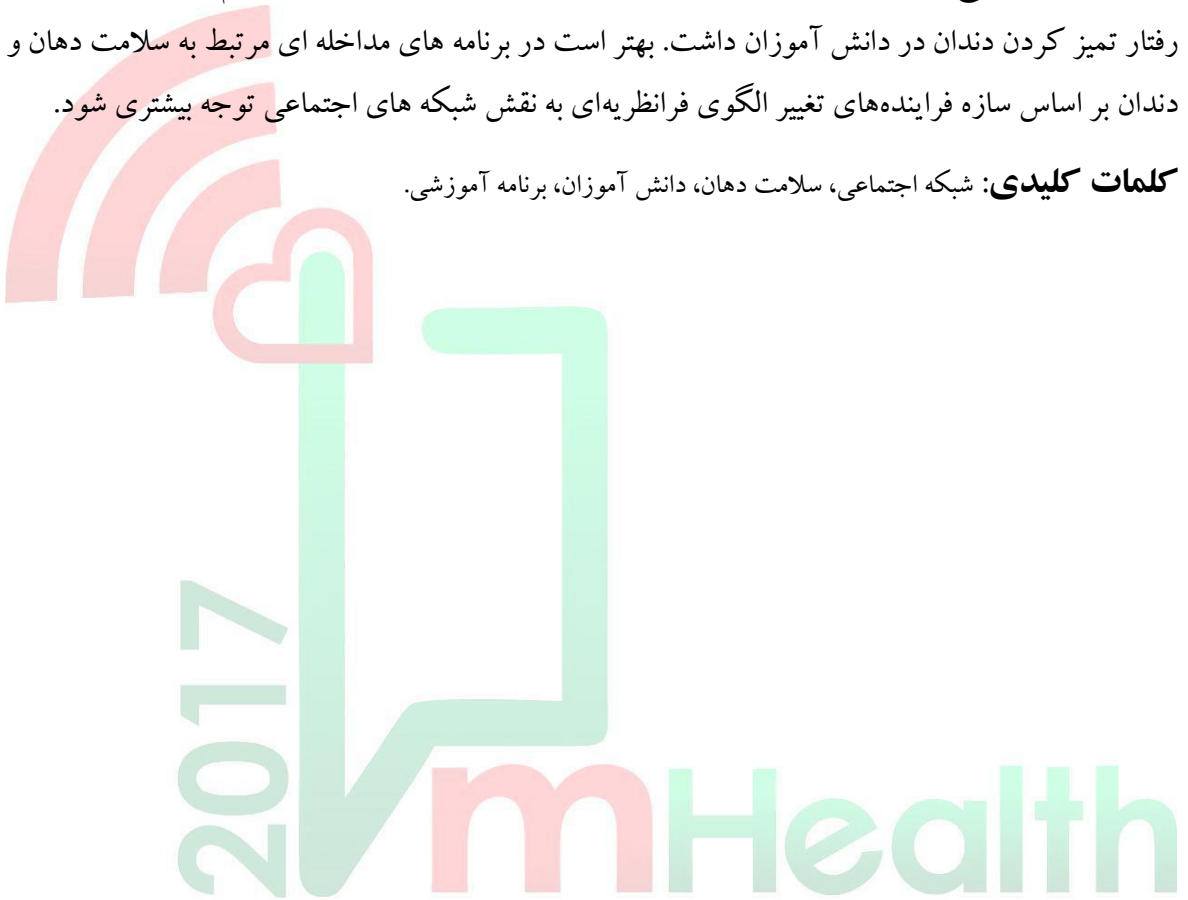 رفتار تمیز کردن دندان در دانش آموزان داشت. بهتر است در برنامه های مداخله ای مرتبط به سلامت دهان و
دندان بر اساس سازه فرایندهای تغییر الگوی فرانظریه‌ای به نقش شبکه های اجتماعی توجه بیشتری شود.
کلمات کلیدی: شبکه اجتماعی، سلامت دهان، دانش آموزان، برنامه آموزشی.
2017
mHealth